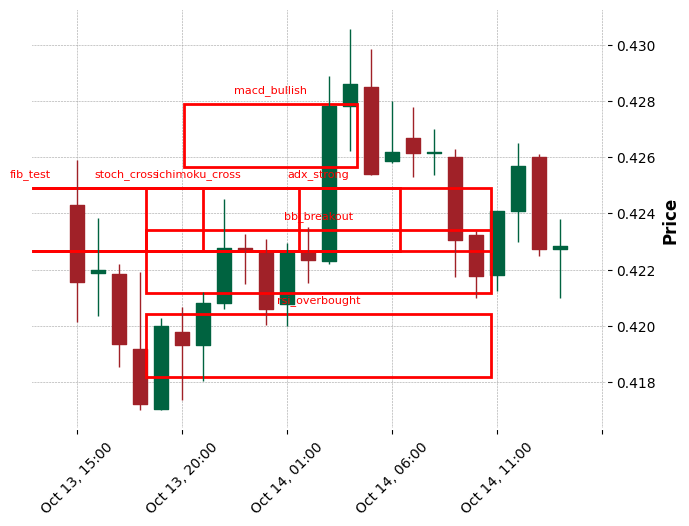 0.430
macd_bullish
0.428
0.426
fib_test
stoch_cross
ichimoku_cross
adx_strong
0.424
bb_breakout
Price
0.422
0.420
0.418
Oct 13, 15:00
Oct 13, 20:00
Oct 14, 01:00
Oct 14, 06:00
Oct 14, 11:00